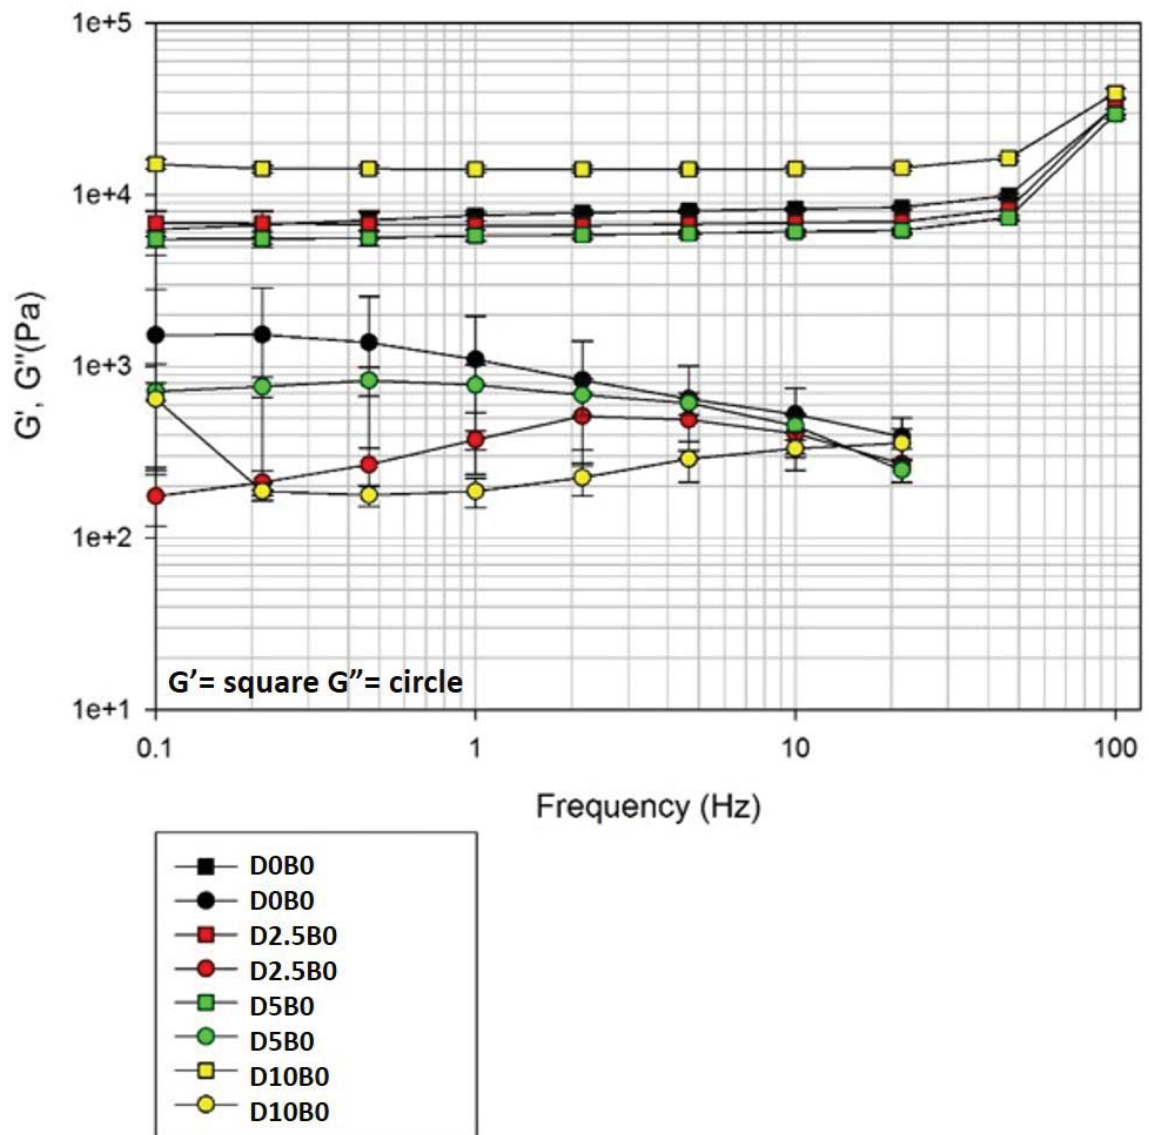 1e+5
1e+4
1e+3
1e+2
1e+1
G', G"(Pa)
G’= square G”= circle
0.1 1 10 100
Frequency (Hz)
D0B0
D0B0
D2.5B0
D2.5B0
D5B0
D5B0
D10B0
D10B0